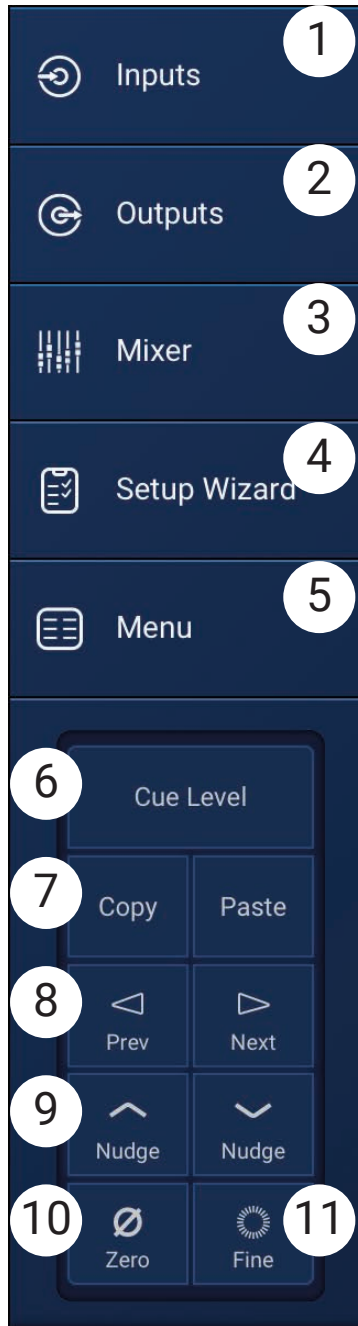 1
Inputs
2
Outputs
3
Mixer
4
Setup Wizard
5
Menu
6
Cue Level
7
Copy Paste
8
Prev Next
9
Nudge Nudge
10 11
Zero Fine